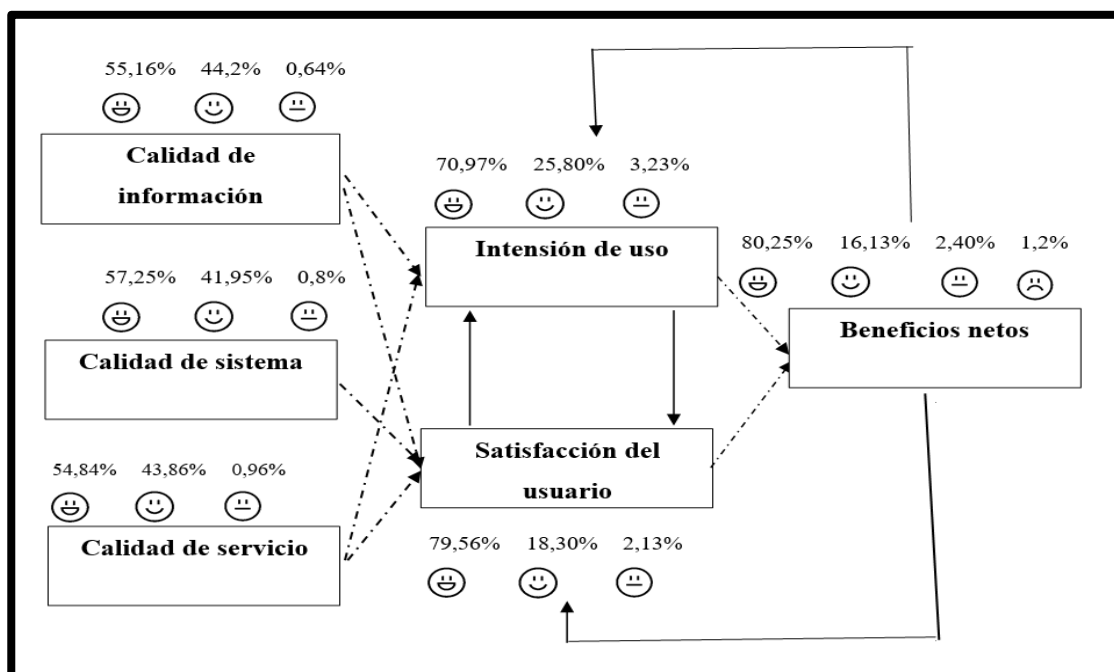 55,16% 44,2% 0,64%
Calidad de
información
70,97% 25,80% 3,23%
Intensión de uso
80,25% 16,13% 2,40% 1,2%
Beneficios netos
57,25% 41,95% 0,8%
Calidad de sistema
Satisfacción del
usuario
54,84% 43,86% 0,96%
Calidad de servicio
79,56% 18,30% 2,13%